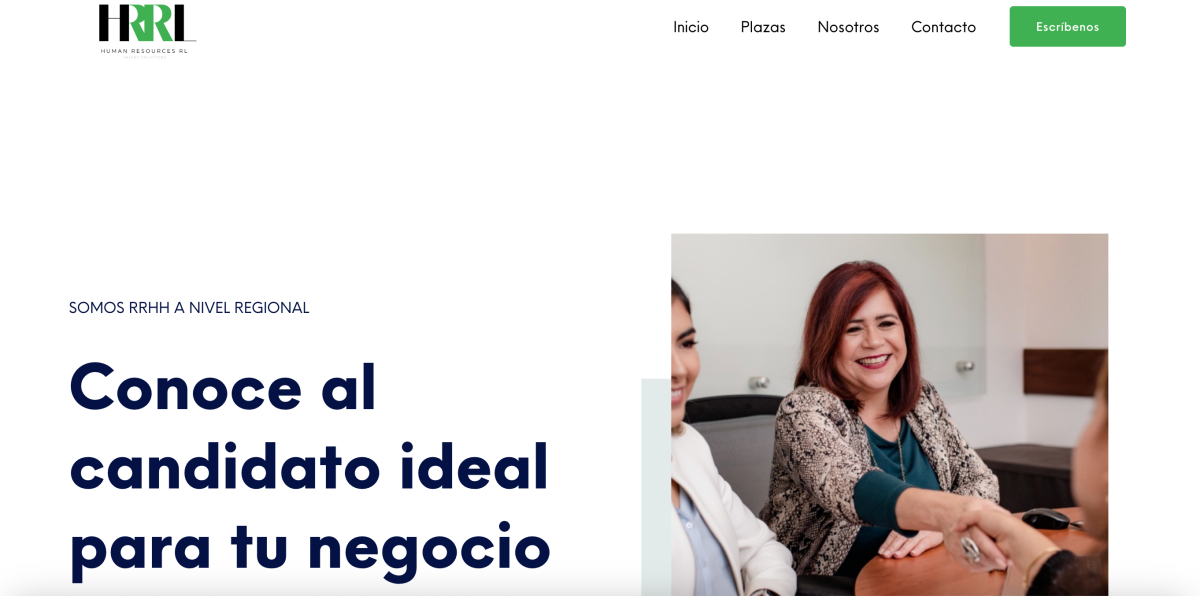 HRRL
HUMAN RESOURCES RL
Inicio
Plazas
Nosotros
Contacto
Escríbenos
SOMOS RRHH A NIVEL REGIONAL
Conoce al
candidato ideal
para tu negocio